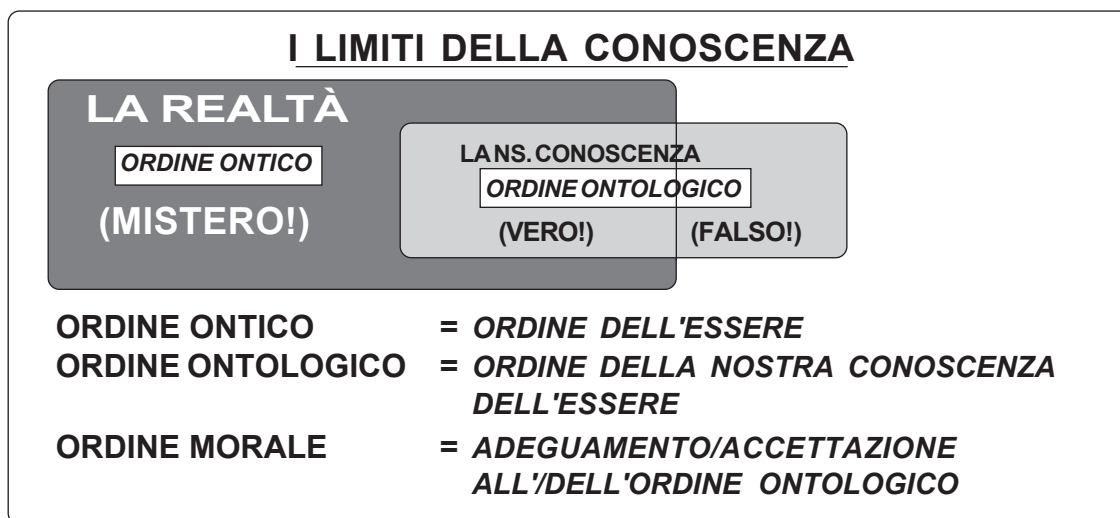 I LIMITI DELLA CONOSCENZA
LA REALTÀ
ORDINE ONTICO
(MISTERO!)
LA NS. CONOSCENZA
ORDINE ONTOLOGICO
(VERO!) (FALSO!)
ORDINE ONTICO = ORDINE DELL'ESSERE
ORDINE ONTOLOGICO = ORDINE DELLA NOSTRA CONOSCENZA
DELL'ESSERE
ORDINE MORALE = ADEGUAMENTO/ACCETTAZIONE
ALL'/DELL'ORDINE ONTOLOGICO